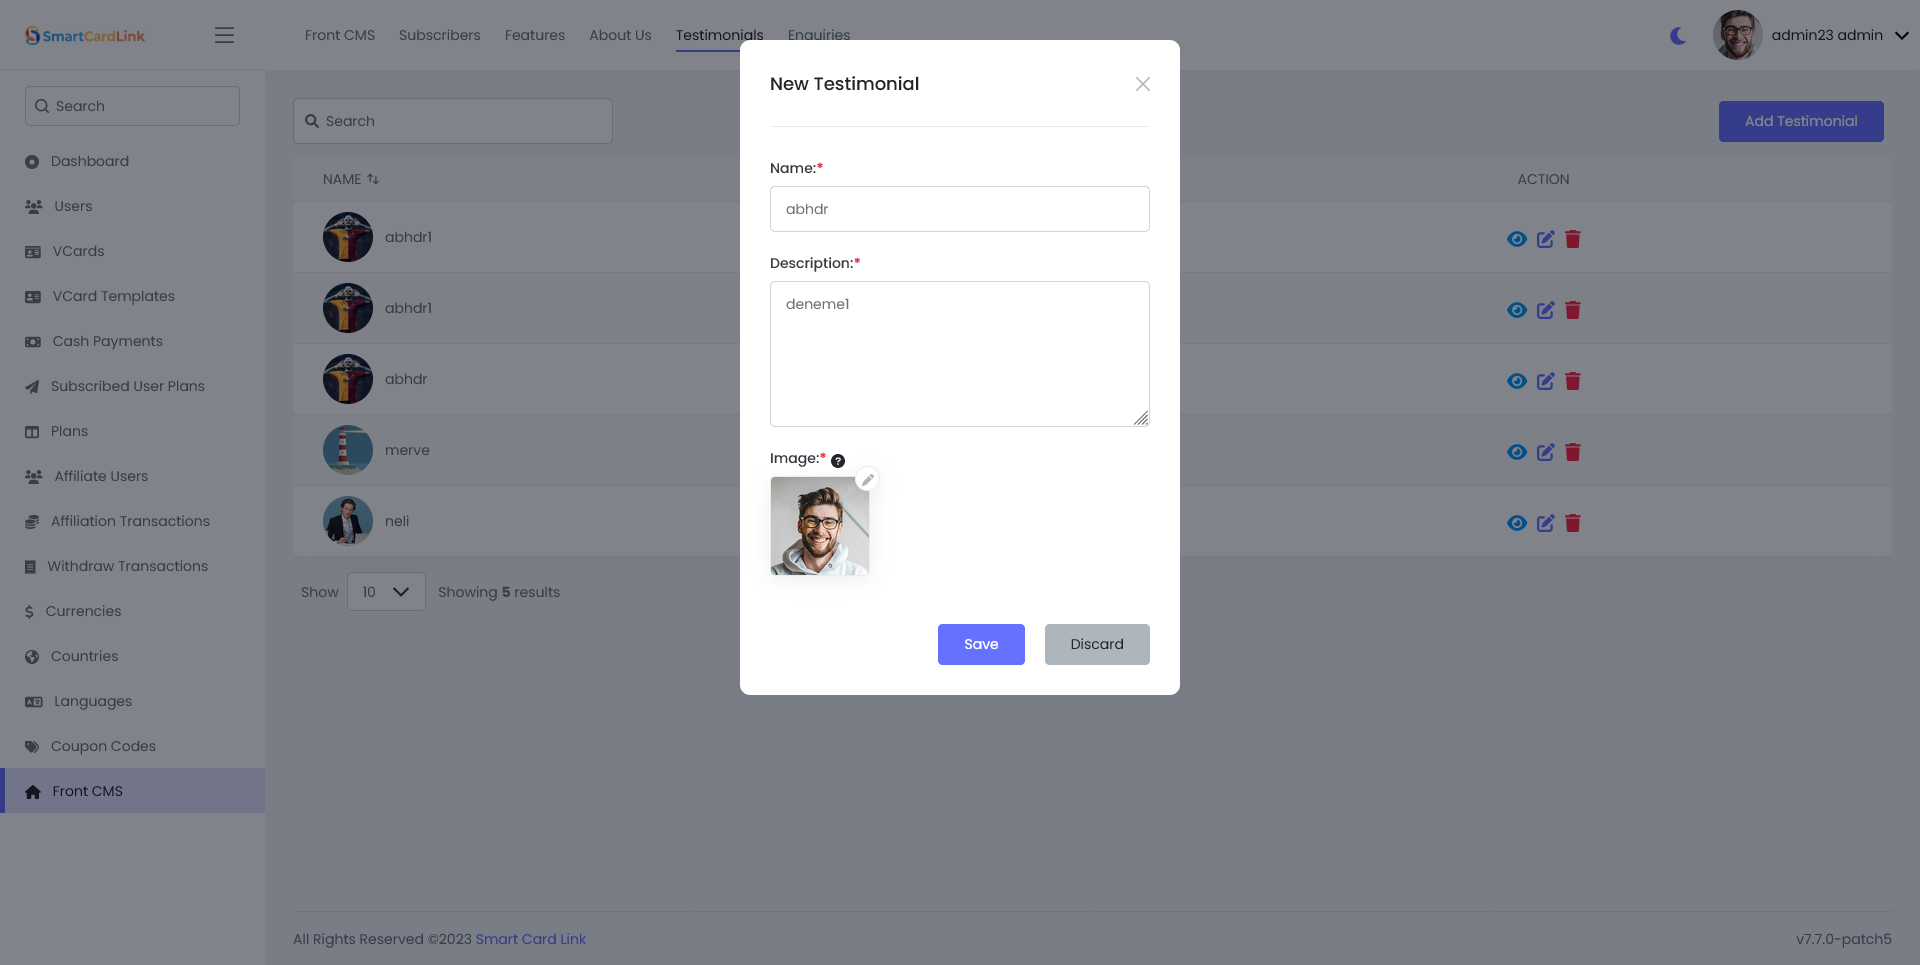 SmartCardLink
Front CMS Subscribers Features About Us Testimonials Enquiries
admin23 admin
Search
Dashboard
Users
VCards
VCard Templates
Cash Payments
Subscribed User Plans
Plans
Affiliate Users
Affiliation Transactions
Withdraw Transactions
Currencies
Countries
Languages
Coupon Codes
Front CMS
Search
Add Testimonial
NAME
ACTION
abhdr1
abhdr1
abhdr
merve
neli
Show 10 Showing 5 results
New Testimonial
Name:*
abhdr
Description:*
deneme1
Image:* ?
Save Discard
All Rights Reserved ©2023 Smart Card Link
v7.7.0-patch5